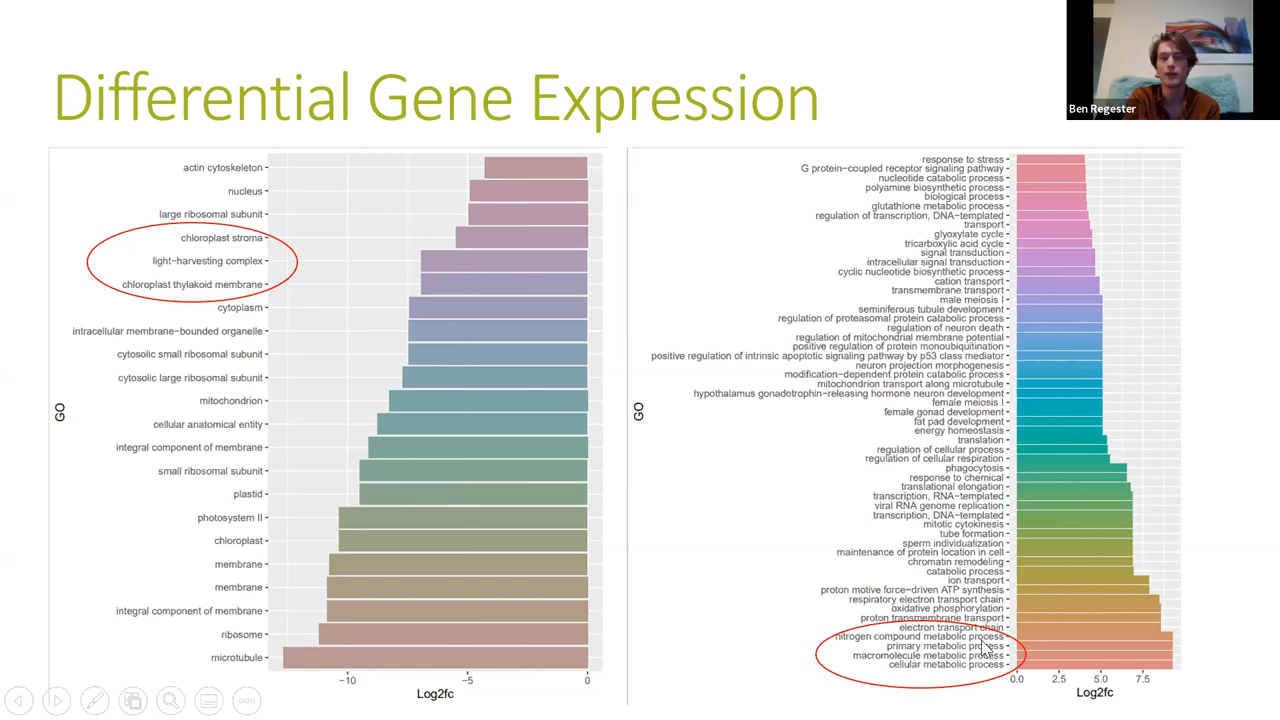 Ben Regester
Differential Gene Expression
actin cytoskeleton
nucleus
large ribosomal subunit
chloroplast stroma
light−harvesting complex
chloroplast thylakoid membrane
cytoplasm
intracellular membrane−bounded organelle
cytosolic small ribosomal subunit
cytosolic large ribosomal subunit
mitochondrion
cellular anatomical entity
integral component of membrane
small ribosomal subunit
plastid
photosystem II
chloroplast
membrane
membrane
integral component of membrane
ribosome
microtubule
GO
−10
−5
0
Log2fc
response to stress
G protein−coupled receptor signaling pathway
nucleotide catabolic process
polyamine biosynthetic process
biological process
glutathione metabolic process
regulation of transcription, DNA−templated
transport
glyoxylate cycle
tricarboxylic acid cycle
signal transduction
intracellular signal transduction
cyclic nucleotide biosynthetic process
cation transport
transmembrane transport
male meiosis I
seminiferous tubule development
regulation of proteasomal protein catabolic process
regulation of neuron death
regulation of mitochondrial membrane potential
positive regulation of protein monoubiquitination
positive regulation of intrinsic apoptotic signaling pathway by p53 class mediator
neuron projection morphogenesis
modification−dependent protein catabolic process
mitochondrion transport along microtubule
hypothalamus gonadotrophin−releasing hormone neuron development
female meiosis I
female gonad development
fat pad development
energy homeostasis
translation
regulation of cellular process
regulation of cellular respiration
phagocytosis
response to chemical
translational elongation
transcription, RNA−templated
viral RNA genome replication
transcription, DNA−templated
mitotic cytokinesis
tube formation
sperm individualization
maintenance of protein location in cell
chromatin remodeling
catabolic process
ion transport
proton motive force−driven ATP synthesis
respiratory electron transport chain
oxidative phosphorylation
proton transmembrane transport
electron transport chain
nitrogen compound metabolic process
primary metabolic process
macromolecule metabolic process
cellular metabolic process
GO
0.0
2.5
5.0
7.5
Log2fc